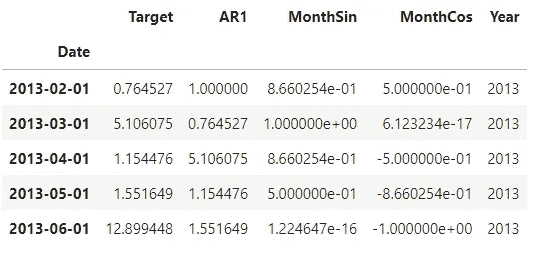 Target AR1 MonthSin MonthCos Year
Date
2013-02-01 0.764527 1.000000 8.660254e-01 5.000000e-01 2013
2013-03-01 5.106075 0.764527 1.000000e+00 6.123234e-17 2013
2013-04-01 1.154476 5.106075 8.660254e-01 -5.000000e-01 2013
2013-05-01 1.551649 1.154476 5.000000e-01 -8.660254e-01 2013
2013-06-01 12.899448 1.551649 1.224647e-16 -1.000000e+00 2013